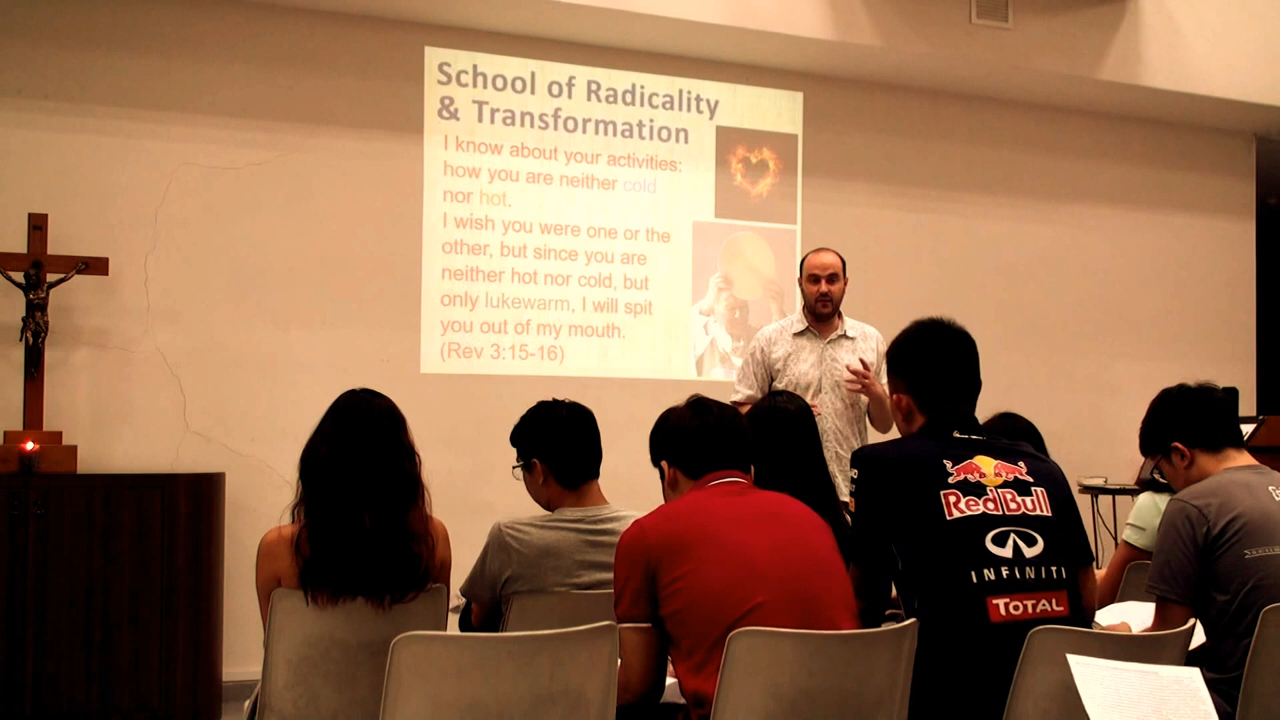 School of Radicality
& Transformation
I know about your activities:
how you are neither cold
nor hot.
I wish you were one or the
other, but since you are
neither hot nor cold, but
only lukewarm, I will spit
you out of my mouth.
(Rev 3:15-16)
Red Bull
INFINITI
TOTAL